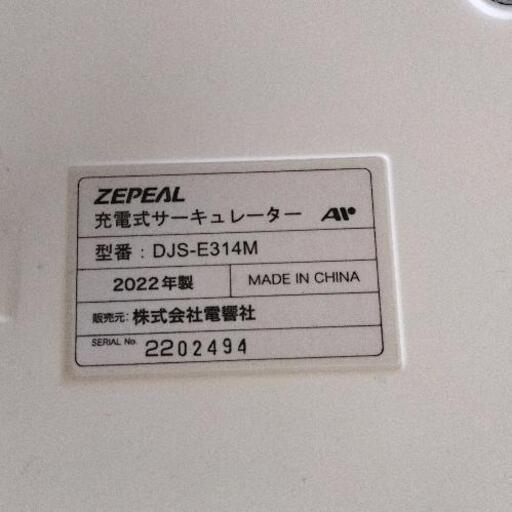 ZEPEAL
充電式サーキュレーター
型番：DJS-E314M
2022年製 MADE IN CHINA
販売元：株式会社電響社
SERIAL No. 2202494